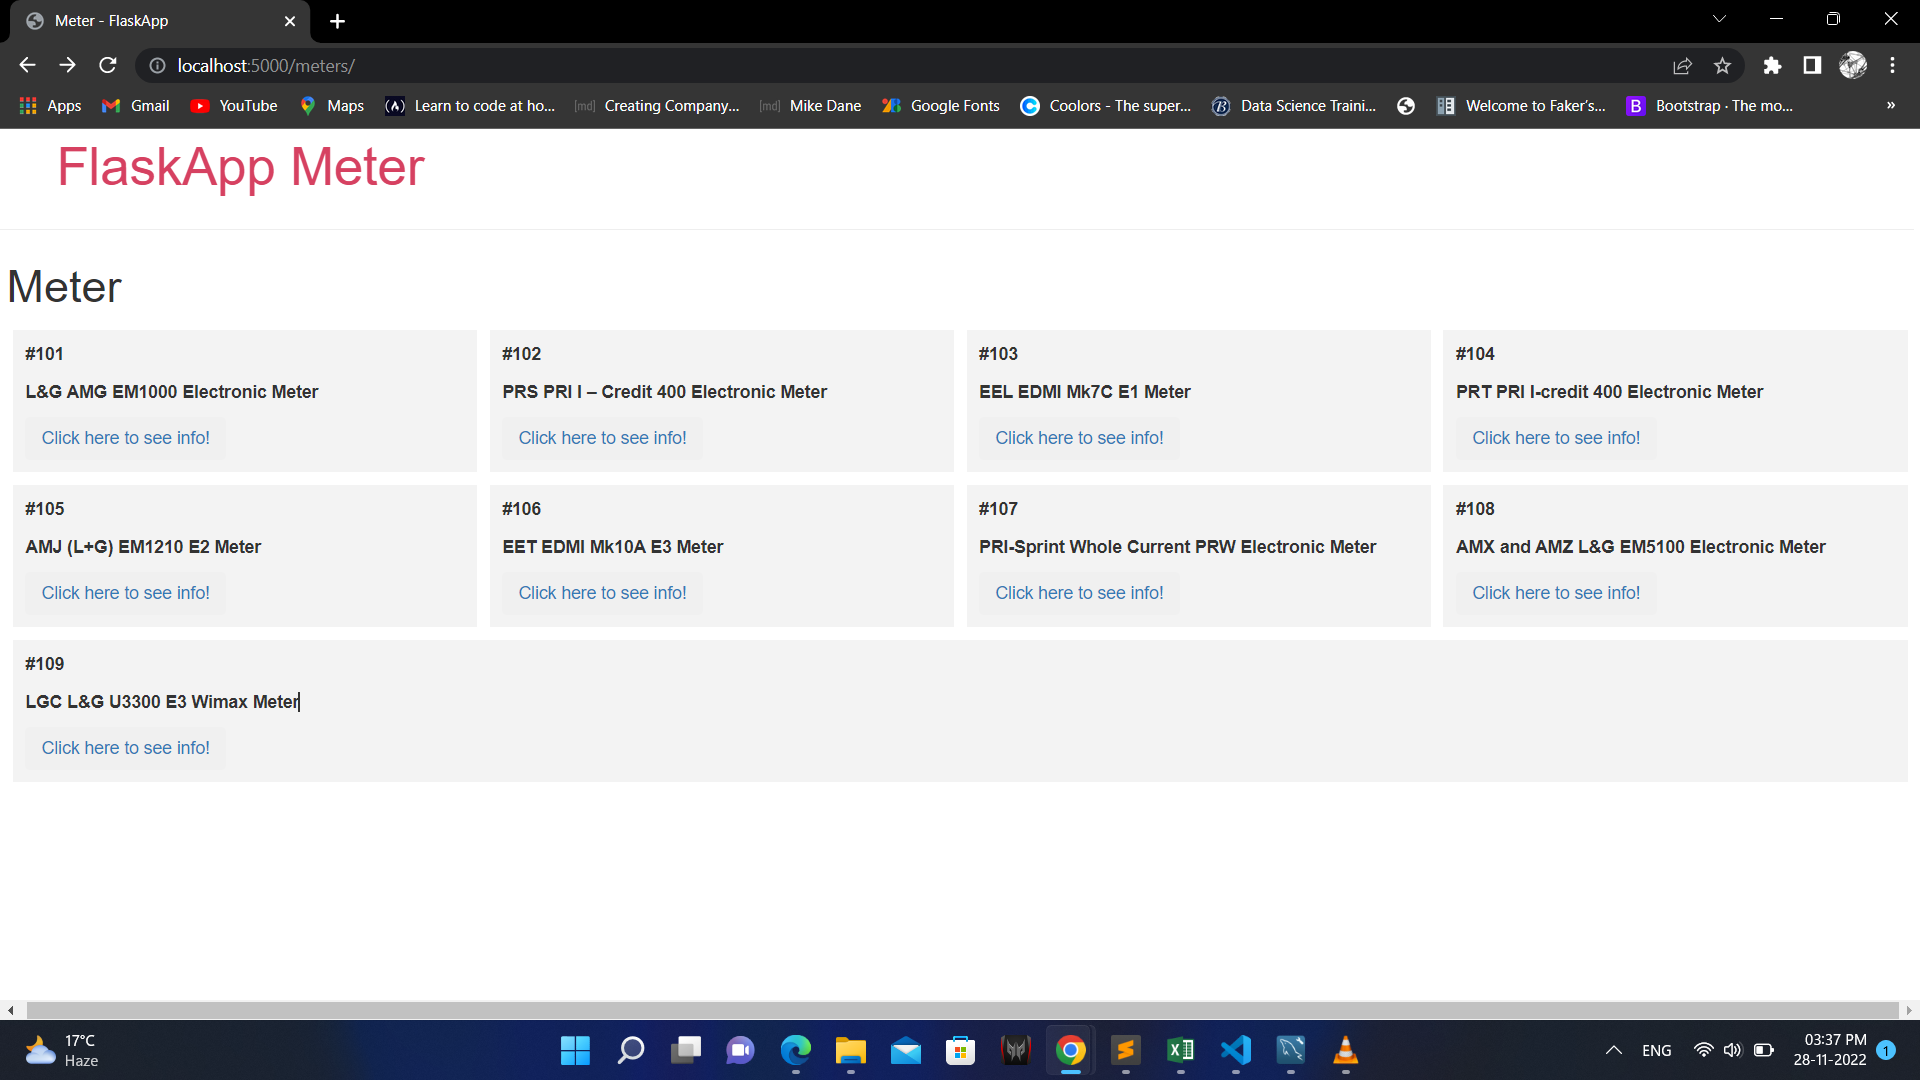 Meter - FlaskApp
localhost:5000/meters/
Apps Gmail YouTube Maps Learn to code at ho... [md] Creating Company... [md] Mike Dane Google Fonts Coolors - The super... Data Science Traini... Welcome to Faker's... B Bootstrap · The mo... »
FlaskApp Meter
Meter
#101 #102 #103 #104
L&G AMG EM1000 Electronic Meter PRS PRI I – Credit 400 Electronic Meter EEL EDMI Mk7C E1 Meter PRT PRI I-credit 400 Electronic Meter
Click here to see info! Click here to see info! Click here to see info! Click here to see info!
#105 #106 #107 #108
AMJ (L+G) EM1210 E2 Meter EET EDMI Mk10A E3 Meter PRI-Sprint Whole Current PRW Electronic Meter AMX and AMZ L&G EM5100 Electronic Meter
Click here to see info! Click here to see info! Click here to see info! Click here to see info!
#109
LGC L&G U3300 E3 Wimax Meter
Click here to see info!
17°C
Haze
ENG
03:37 PM
28-11-2022
1